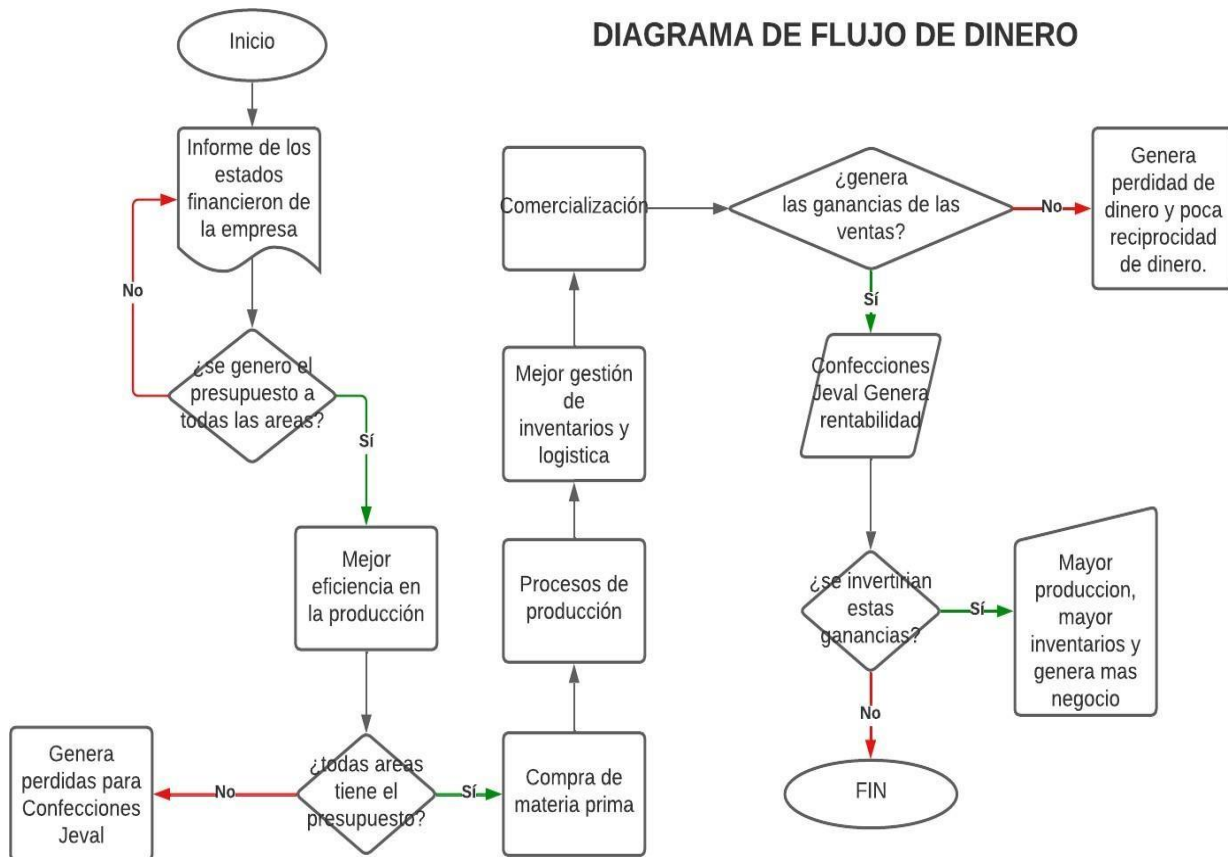 DIAGRAMA DE FLUJO DE DINERO
Inicio
Informe de los
estados
financieron de
la empresa
No
¿se genero el
presupuesto a
todas las areas?
Sí
Mejor
eficiencia en
la producción
¿todas areas
tiene el
presupuesto?
No
Genera
perdidas para
Confecciones
Jeval
Sí
Compra de
materia prima
Procesos de
producción
Mejor gestión
de
inventarios y
logistica
Comercialización
¿genera
las ganancias de las
ventas?
No
Genera
perdidad de
dinero y poca
reciprocidad
de dinero.
Sí
Confecciones
Jeval Genera
rentabilidad
¿se invertirian
estas
ganancias?
Sí
Mayor
produccion,
mayor
inventarios y
genera mas
negocio
No
FIN